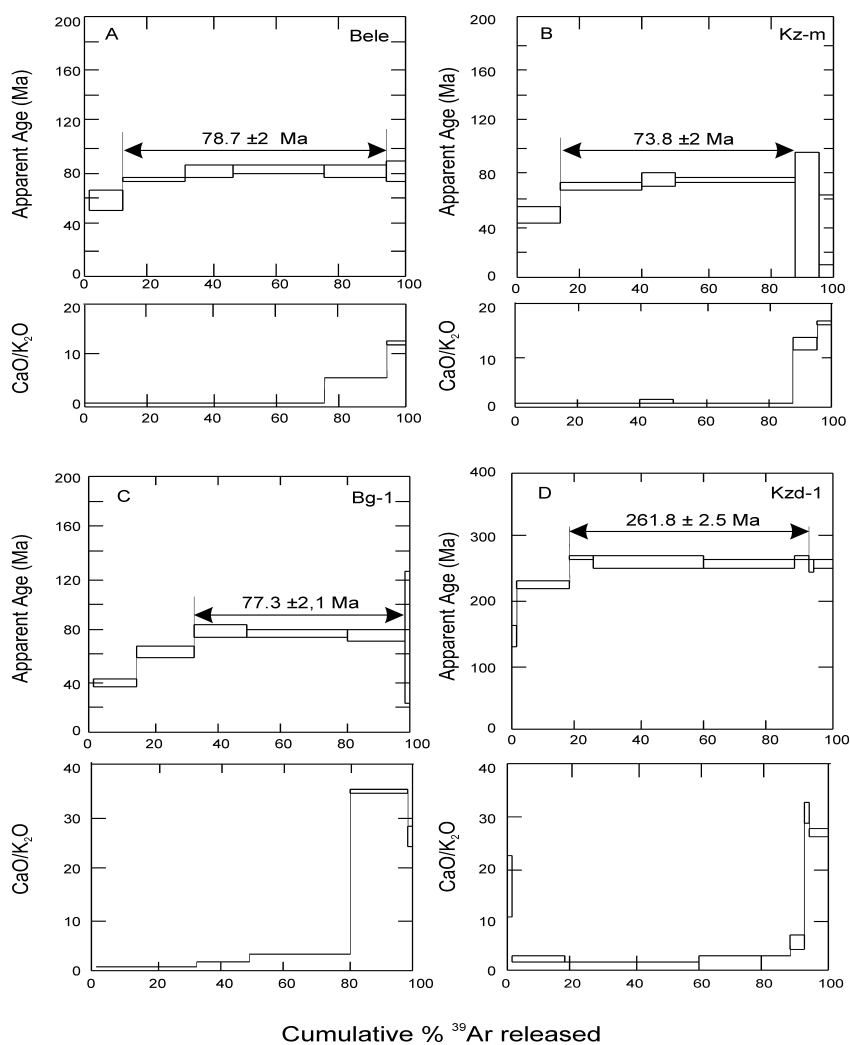 A
Bele
200
160
120
80
40
0
Apparent Age (Ma)
78.7 ±2 Ma
0 20 40 60 80 100
20
10
0
CaO/K₂O
0 20 40 60 80 100
B
Kz-m
200
160
120
80
40
0
Apparent Age (Ma)
73.8 ±2 Ma
0 20 40 60 80 100
20
10
0
CaO/K₂O
0 20 40 60 80 100
C
Bg-1
200
160
120
80
40
0
Apparent Age (Ma)
77.3 ±2,1 Ma
0 20 40 60 80 100
40
30
20
10
0
CaO/K₂O
0 20 40 60 80 100
D
Kzd-1
400
300
200
100
0
Apparent Age (Ma)
261.8 ± 2.5 Ma
0 20 40 60 80 100
40
30
20
10
0
CaO/K₂O
0 20 40 60 80 100
Cumulative % ³⁹Ar released